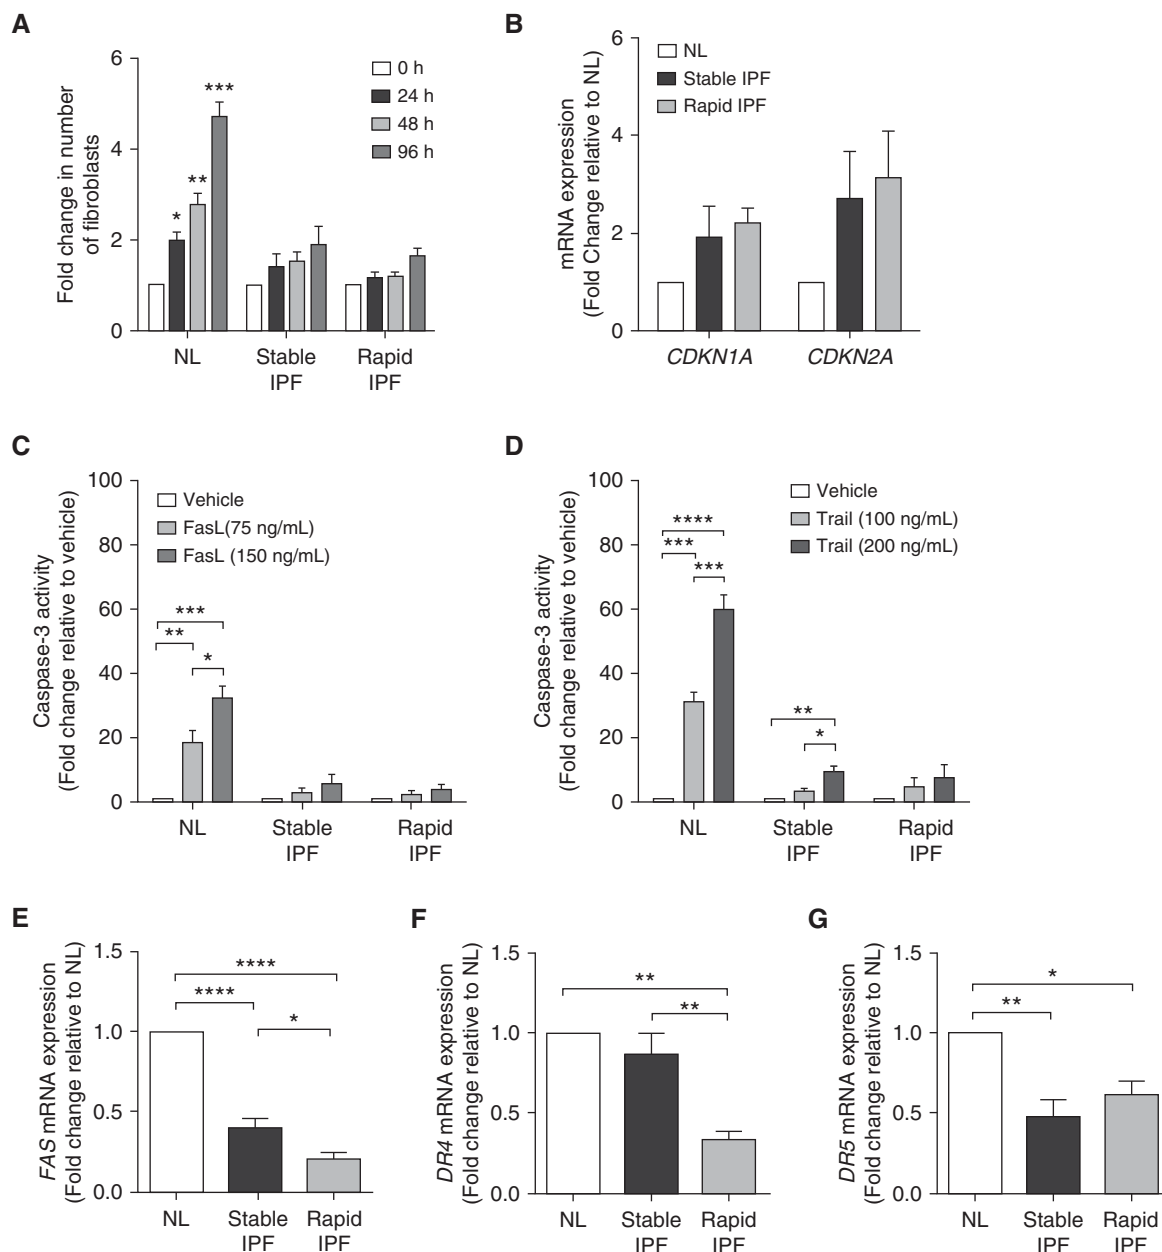 A
Fold change in number
of fibroblasts
6
4
2
0
*
**
***
0 h
24 h
48 h
96 h
NL
Stable
IPF
Rapid
IPF
B
mRNA expression
(Fold Change relative to NL)
6
4
2
0
NL
Stable IPF
Rapid IPF
CDKN1A
CDKN2A
C
Caspase-3 activity
(Fold change relative to vehicle)
100
80
60
40
20
0
Vehicle
FasL(75 ng/mL)
FasL (150 ng/mL)
***
**
*
NL
Stable
IPF
Rapid
IPF
D
Caspase-3 activity
(Fold change relative to vehicle)
100
80
60
40
20
0
Vehicle
Trail (100 ng/mL)
Trail (200 ng/mL)
****
***
***
**
*
NL
Stable
IPF
Rapid
IPF
E
FAS mRNA expression
(Fold change relative to NL)
1.5
1.0
0.5
0.0
****
****
*
NL
Stable
IPF
Rapid
IPF
F
DR4 mRNA expression
(Fold change relative to NL)
1.5
1.0
0.5
0.0
**
**
NL
Stable
IPF
Rapid
IPF
G
DR5 mRNA expression
(Fold change relative to NL)
1.5
1.0
0.5
0.0
*
**
NL
Stable
IPF
Rapid
IPF